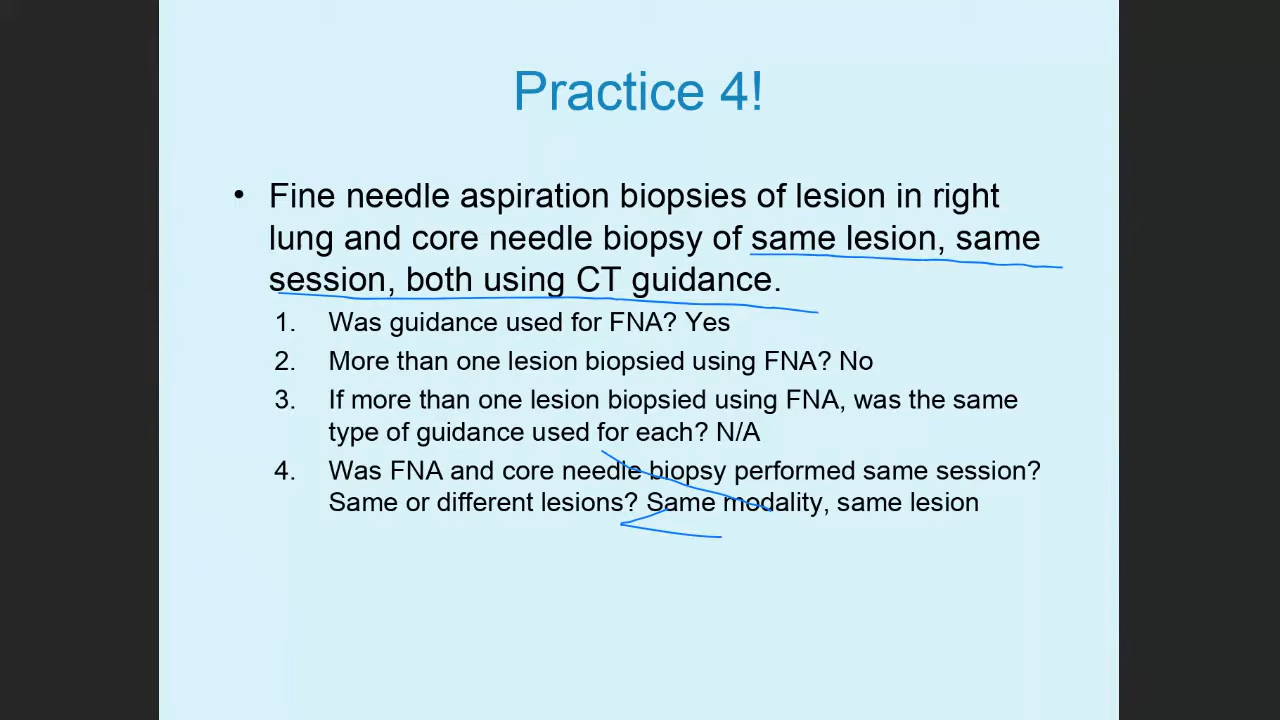 Practice 4!
• Fine needle aspiration biopsies of lesion in right
lung and core needle biopsy of same lesion, same
session, both using CT guidance.
1. Was guidance used for FNA? Yes
2. More than one lesion biopsied using FNA? No
3. If more than one lesion biopsied using FNA, was the same
type of guidance used for each? N/A
4. Was FNA and core needle biopsy performed same session?
Same or different lesions? Same modality, same lesion